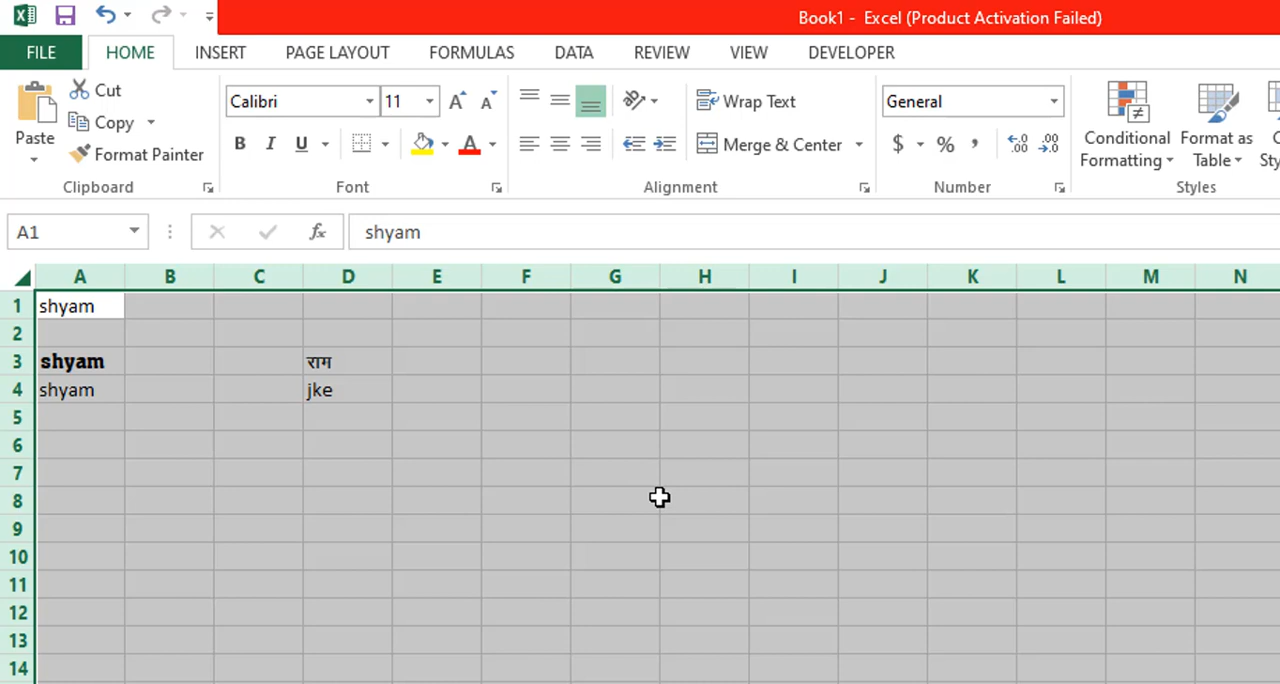 Book1 - Excel (Product Activation Failed)
FILE HOME INSERT PAGE LAYOUT FORMULAS DATA REVIEW VIEW DEVELOPER
Cut
Copy
Format Painter
Paste
Clipboard
Calibri 11
B I U A
Font
Wrap Text
Merge & Center
Alignment
General
$ % ,
Number
Conditional Formatting
Format as Table
Styles
A1 fx shyam
A B C D E F G H I J K L M N
1 shyam
2
3 shyam राम
4 shyam jke
5
6
7
8
9
10
11
12
13
14